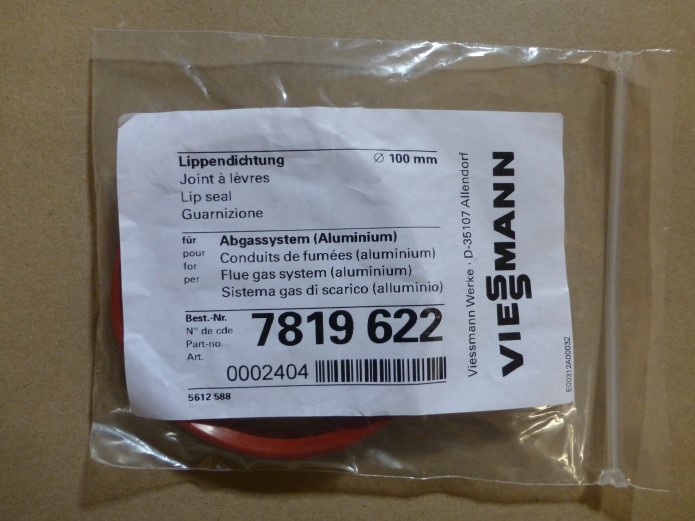 Lippendichtung ∅ 100 mm
Joint à lèvres
Lip seal
Guarnizione
für Abgassystem (Aluminium)
pour Conduits de fumées (aluminium)
for Flue gas system (aluminium)
per Sistema gas di scarico (alluminio)
Best.-Nr.
N° de cde
Part-no.
Art.
7819 622
0002404
5612 588
Viessmann Werke · D-35107 Allendorf
VIESSMANN
E00312A00032